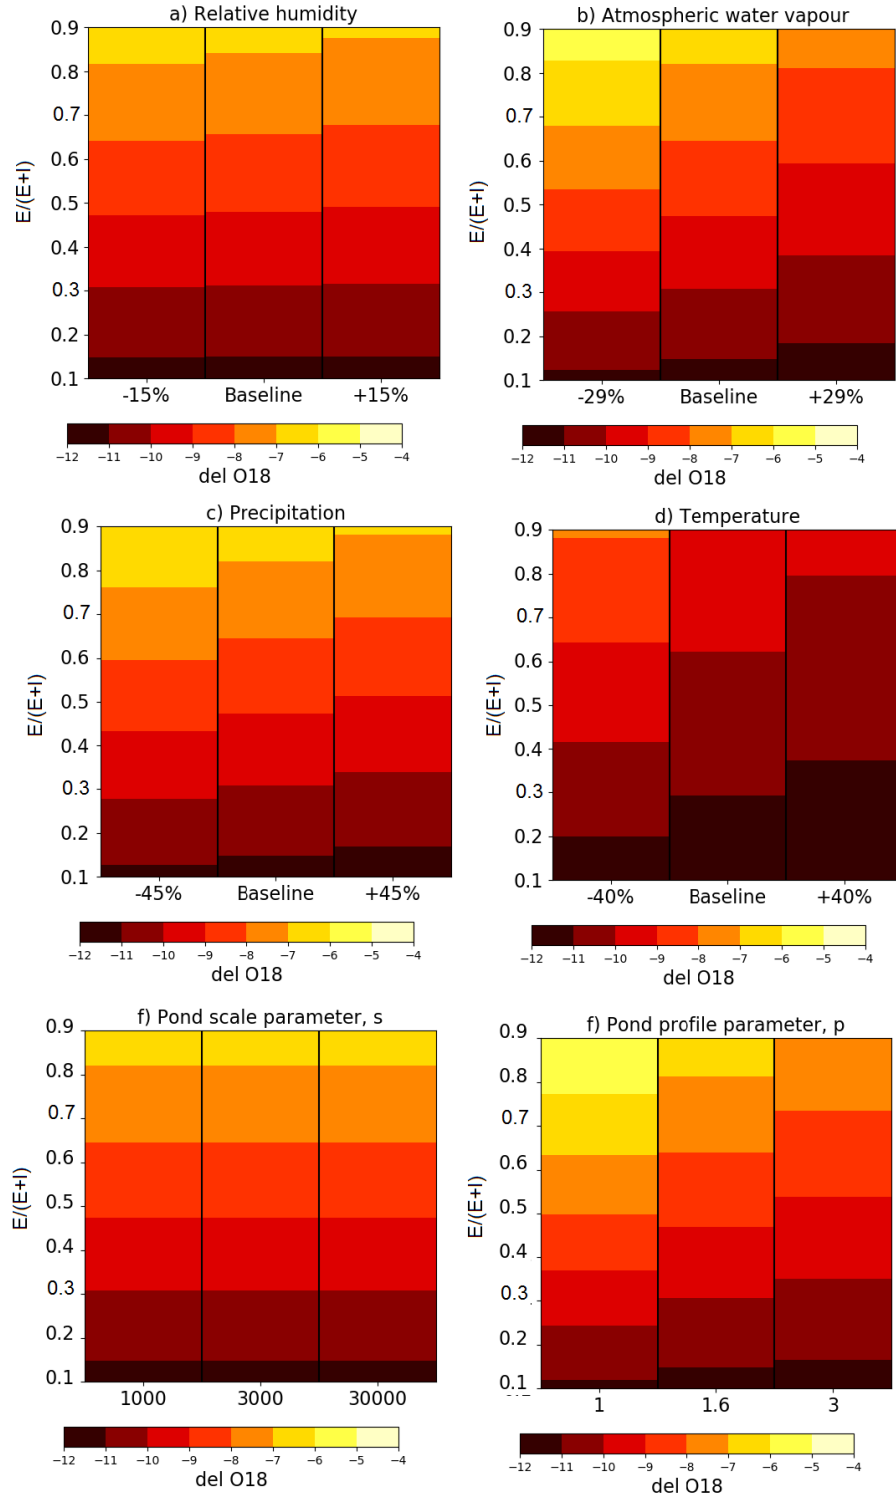 a) Relative humidity
E/(E+I)
0.9
0.8
0.7
0.6
0.5
0.4
0.3
0.2
0.1
-15% Baseline +15%
−12 −11 −10 −9 −8 −7 −6 −5 −4
del O18
b) Atmospheric water vapour
E/(E+I)
0.9
0.8
0.7
0.6
0.5
0.4
0.3
0.2
0.1
-29% Baseline +29%
−12 −11 −10 −9 −8 −7 −6 −5 −4
del O18
c) Precipitation
E/(E+I)
0.9
0.8
0.7
0.6
0.5
0.4
0.3
0.2
0.1
-45% Baseline +45%
−12 −11 −10 −9 −8 −7 −6 −5 −4
del O18
d) Temperature
E/(E+I)
0.9
0.8
0.7
0.6
0.5
0.4
0.3
0.2
0.1
-40% Baseline +40%
−12 −11 −10 −9 −8 −7 −6 −5 −4
del O18
f) Pond scale parameter, s
E/(E+I)
0.9
0.8
0.7
0.6
0.5
0.4
0.3
0.2
0.1
1000 3000 30000
−12 −11 −10 −9 −8 −7 −6 −5 −4
del O18
f) Pond profile parameter, p
E/(E+I)
0.9
0.8
0.7
0.6
0.5
0.4
0.3
0.2
0.1
1 1.6 3
−12 −11 −10 −9 −8 −7 −6 −5 −4
del O18